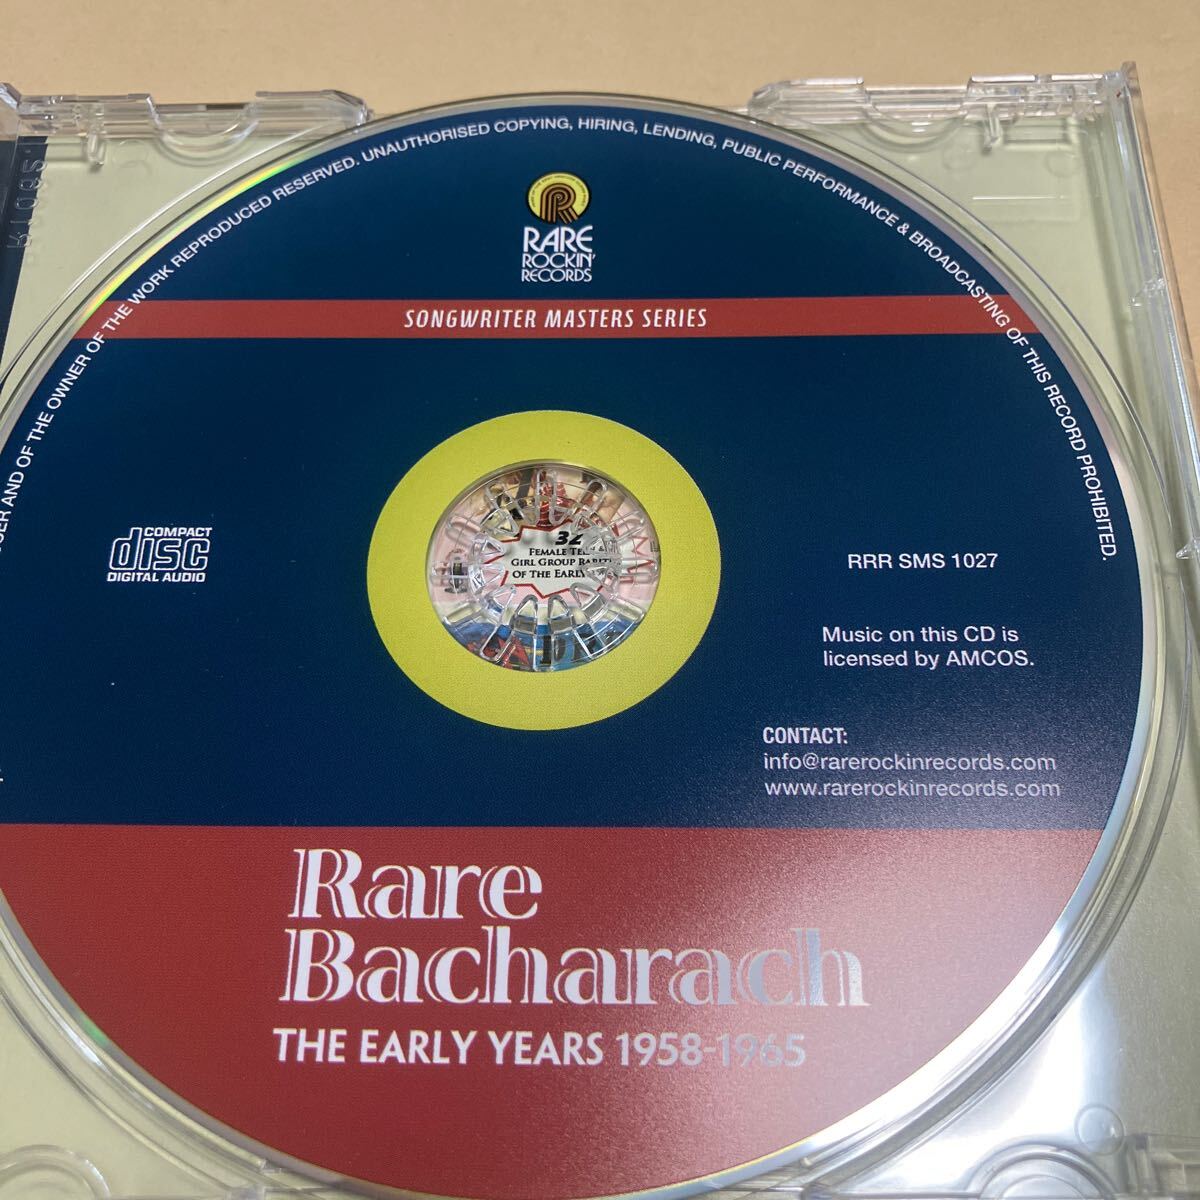 USER AND OF THE OWNER OF THE WORK REPRODUCED RESERVED. UNAUTHORISED COPYING, HIRING, LENDING, PUBLIC PERFORMANCE & BROADCASTING OF THIS RECORD PROHIBITED.
RARE
ROCKIN'
RECORDS
SONGWRITER MASTERS SERIES
COMPACT
disc
DIGITAL AUDIO
32
FEMALE
GIRL GROUP
OF THE EARLY
RRR SMS 1027
Music on this CD is
licensed by AMCOS.
CONTACT:
info@rarerockinrecords.com
www.rarerockinrecords.com
Rare
Bacharach
THE EARLY YEARS 1958-1965